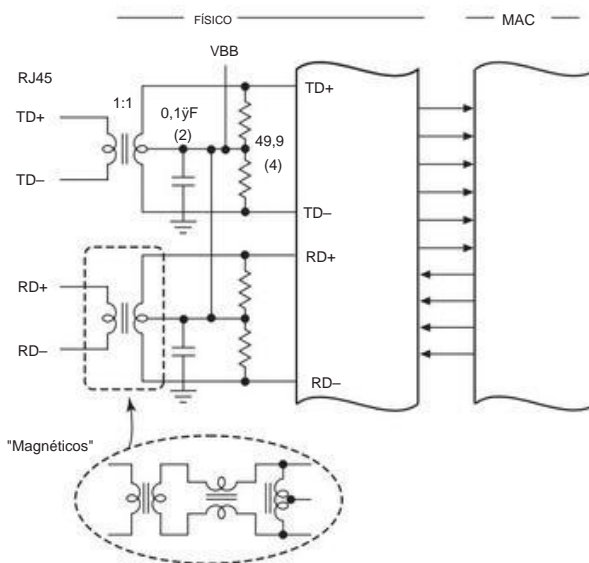 FÍSICO
MAC
VBB
RJ45
TD+
1:1
0,1ÿF
TD+
(2)
49,9
(4)
TD–
TD–
RD+
RD+
RD–
RD–
"Magnéticos"